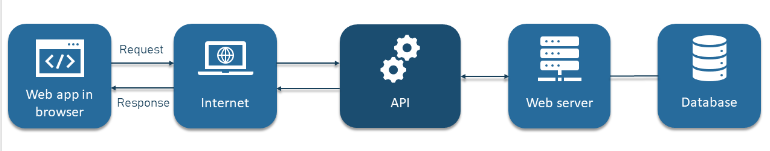 Request
Response
</>
Web app in
browser
Internet
API
Web server
Database